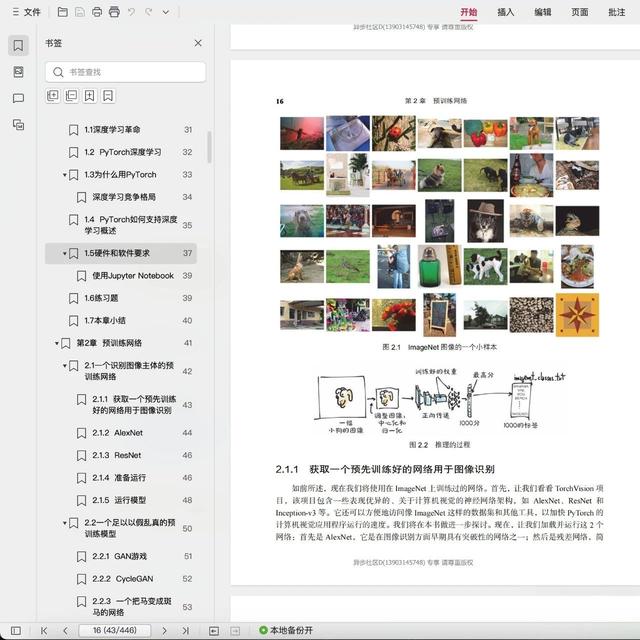 三 文件
开始 插入 编辑 页面 批注
书签
书签查找
1.1深度学习革命 31
1.2 PyTorch深度学习 32
1.3为什么用PyTorch 33
深度学习竞争格局 34
1.4 PyTorch如何支持深度
学习概述 35
1.5硬件和软件要求 37
使用Jupyter Notebook 39
1.6练习题 39
1.7本章小结 40
第2章 预训练网络 41
2.1一个识别图像主体的预
训练网络 42
2.1.1 获取一个预先训练
好的网络用于图像识别 43
2.1.2 AlexNet 44
2.1.3 ResNet 45
2.1.4 准备运行 46
2.1.5 运行模型 48
2.2一个足以以假乱真的预
训练模型 50
2.2.1 GAN游戏 51
2.2.2 CycleGAN 52
2.2.3 一个把马变成斑
马的网络 53
异步社区D(13903145748) 专享 请尊重版权
16 第 2 章 预训练网络
图 2.1 ImageNet 图像的一个小样本
训练好的权重
最高分
imagenet_classes.txt
一幅
小狗的图像
调整图像,
中心化和
归一化
正向传递
1000分
1000的标签
图 2.2 推理的过程
2.1.1 获取一个预先训练好的网络用于图像识别
如前所述，现在我们将使用在 ImageNet 上训练过的网络。首先，让我们看看 TorchVision 项
目，该项目包含一些表现优异的、关于计算机视觉的神经网络架构，如 AlexNet、ResNet 和
Inception-v3 等。它还可以方便地访问像 ImageNet 这样的数据集和其他工具，以加快 PyTorch 的
计算机视觉应用程序运行的速度。我们将在本书做进一步探讨。现在，让我们加载并运行这 2 个
网络：首先是 AlexNet，它是在图像识别方面早期具有突破性的网络之一；然后是残差网络，简
异步社区D(13903145748) 专享 请尊重版权
16 (43/446)
本地备份开